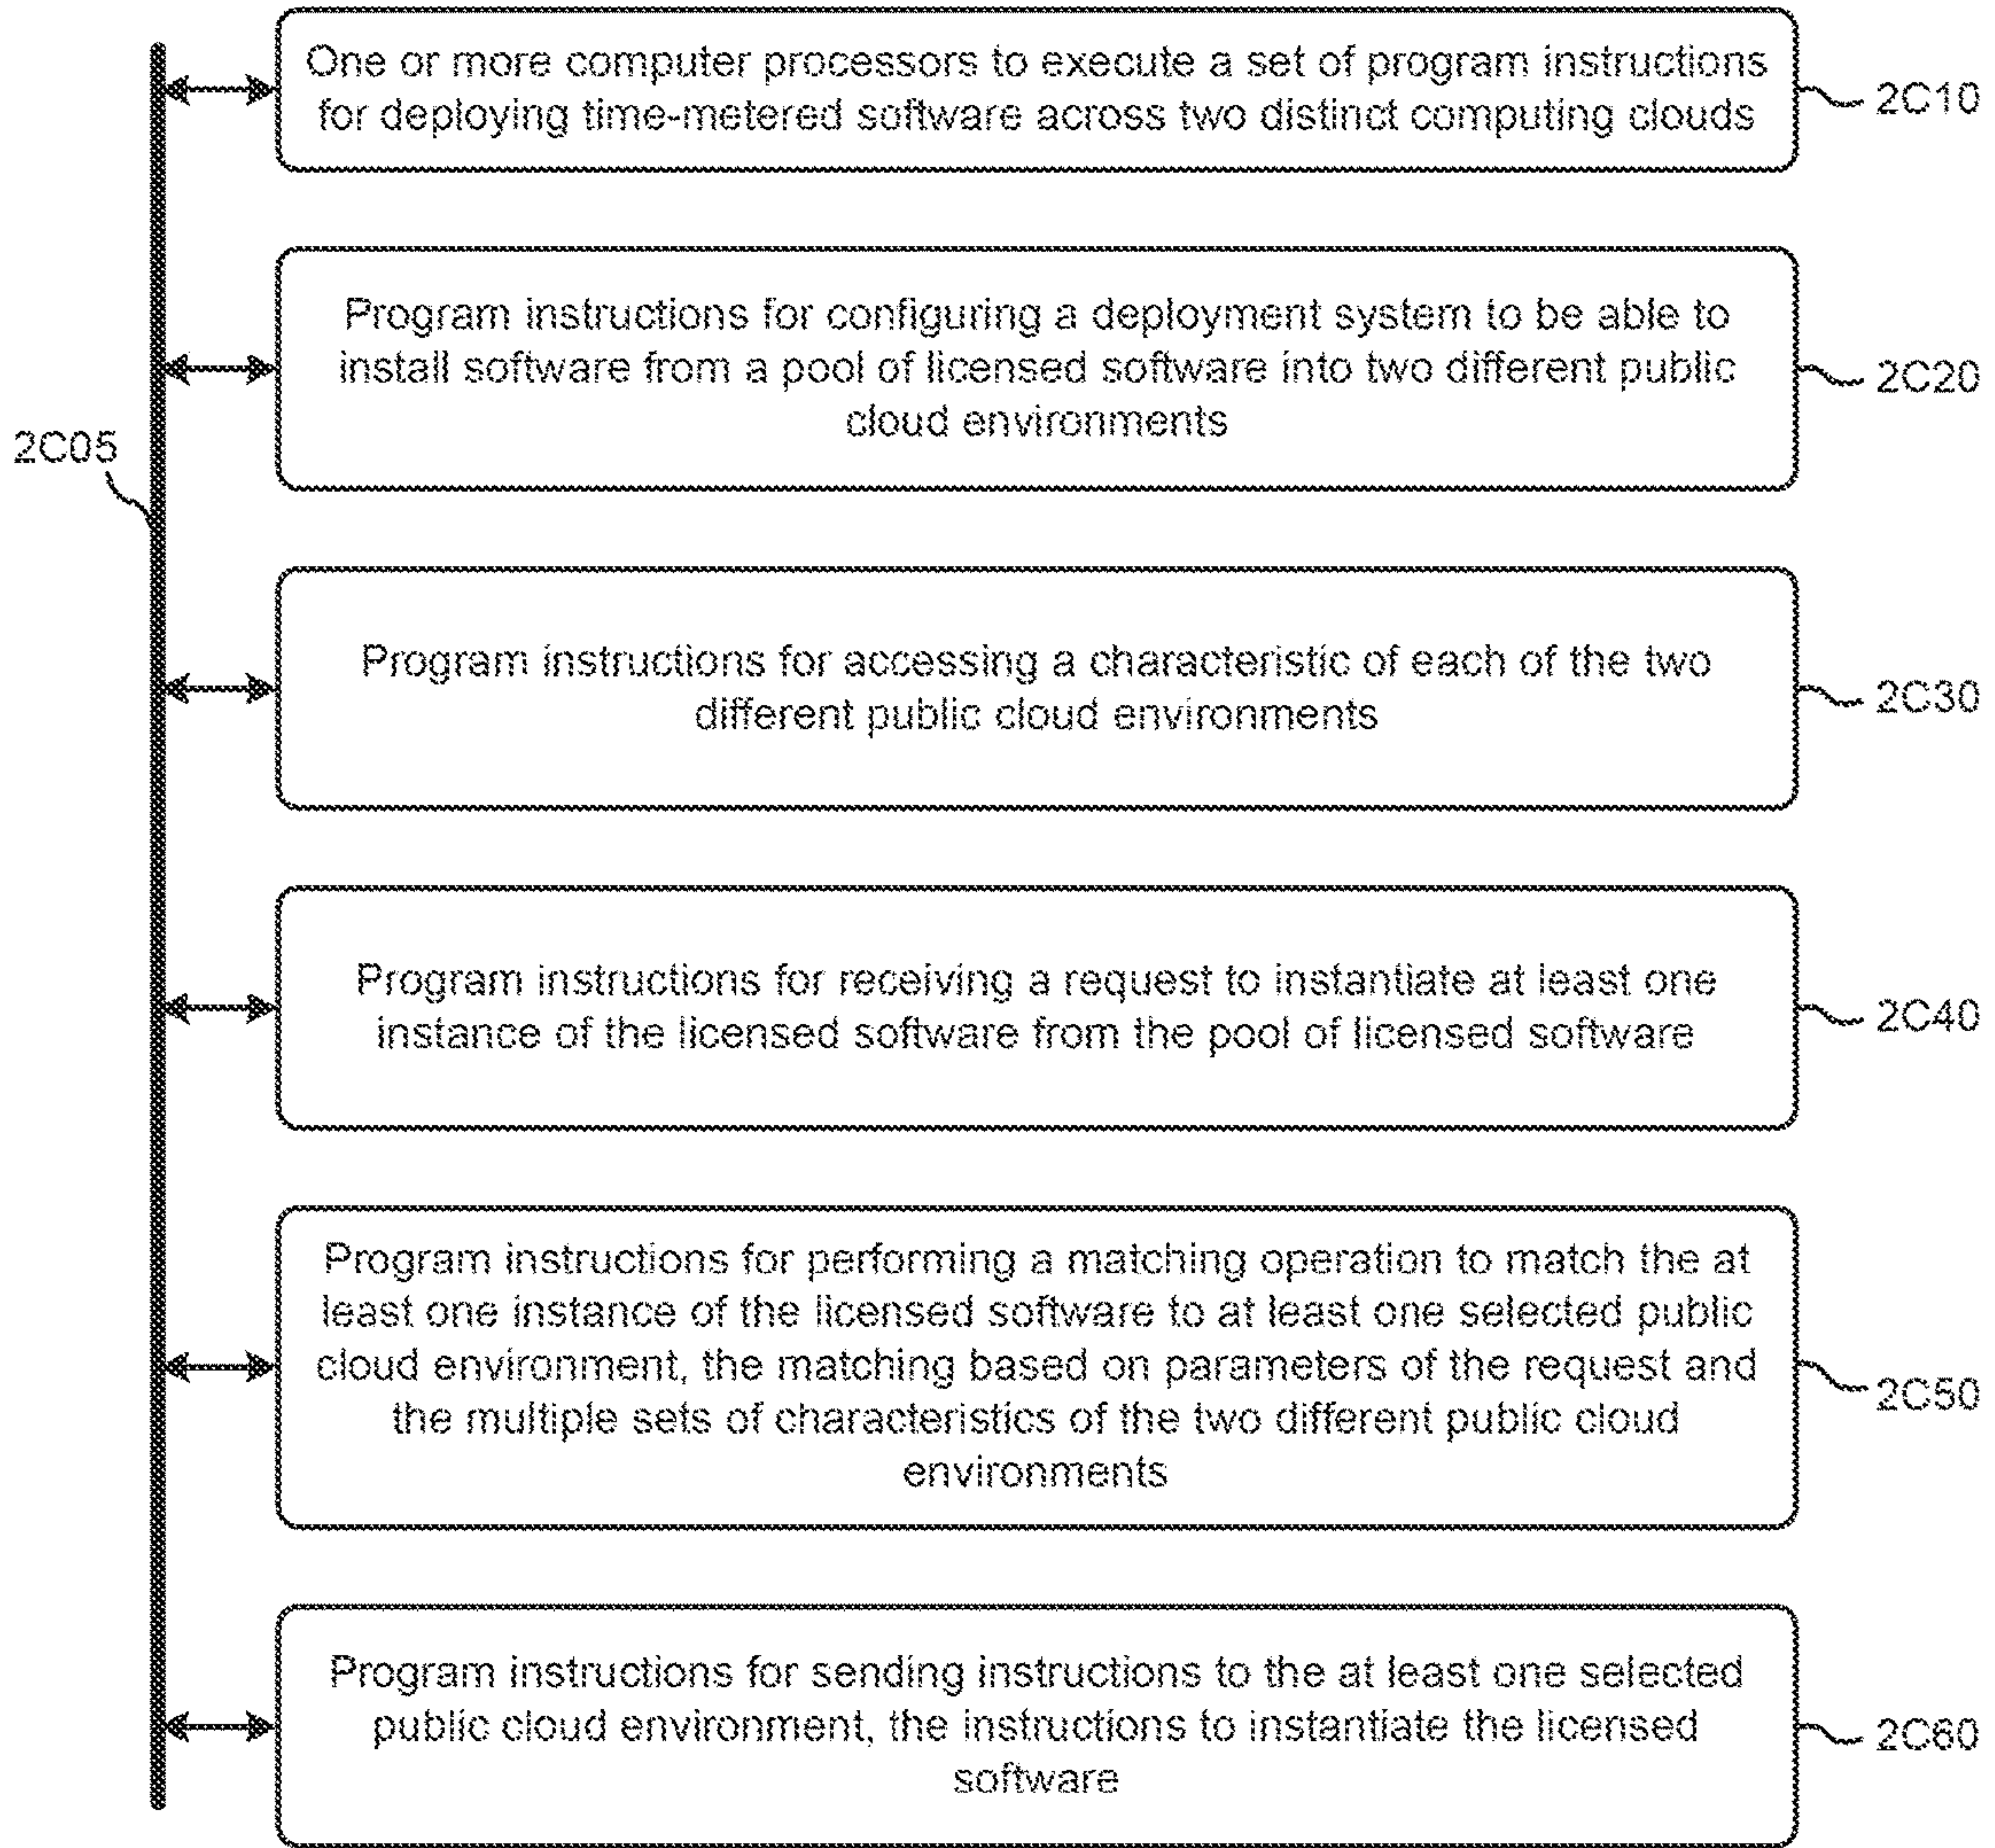 One or more computer processors to execute a set of program instructions
for deploying time-metered software across two distinct computing clouds
2C10
Program instructions for configuring a deployment system to be able to
install software from a pool of licensed software into two different public
cloud environments
2C20
2C05
Program instructions for accessing a characteristic of each of the two
different public cloud environments
2C30
Program instructions for receiving a request to instantiate at least one
instance of the licensed software from the pool of licensed software
2C40
Program instructions for performing a matching operation to match the at
least one instance of the licensed software to at least one selected public
cloud environment, the matching based on parameters of the request and
the multiple sets of characteristics of the two different public cloud
environments
2C50
Program instructions for sending instructions to the at least one selected
public cloud environment, the instructions to instantiate the licensed
software
2C60